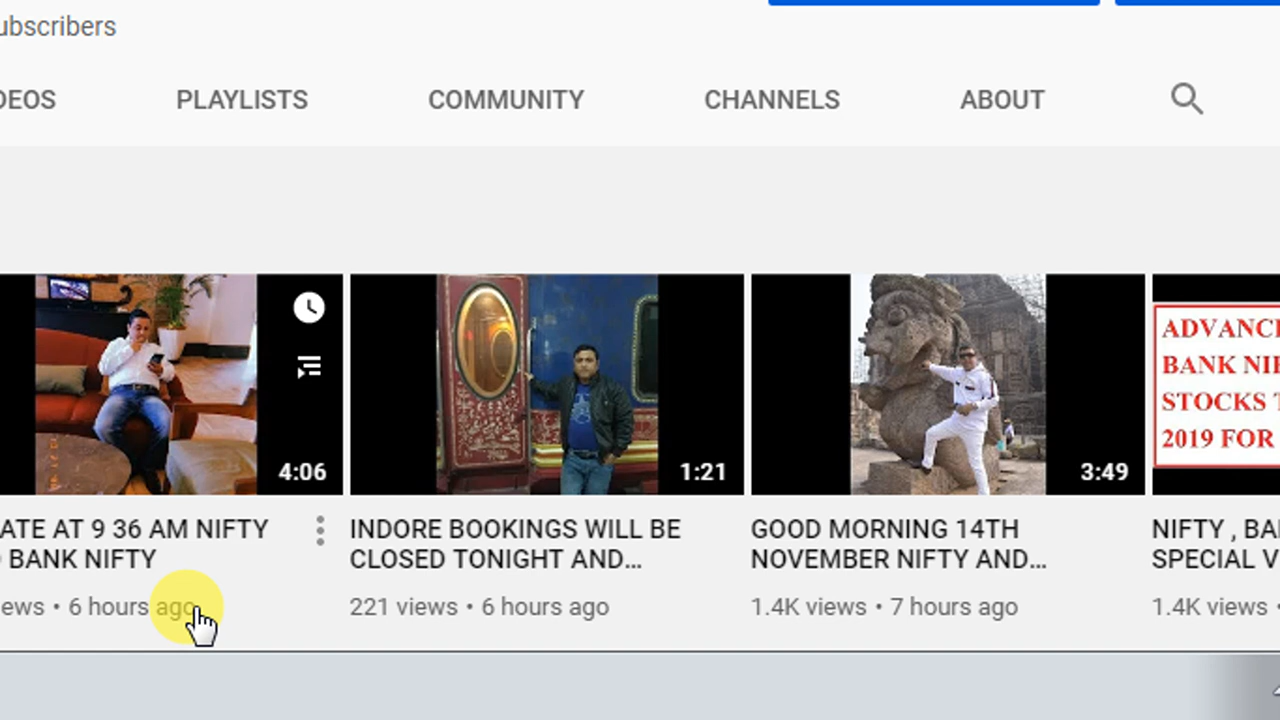 ubscribers
DEOS PLAYLISTS COMMUNITY CHANNELS ABOUT
4:06
1:21
3:49
ADVANC
BANK NI
STOCKS T
2019 FOR
ATE AT 9 36 AM NIFTY
BANK NIFTY
ews • 6 hours ago
INDORE BOOKINGS WILL BE
CLOSED TONIGHT AND...
221 views • 6 hours ago
GOOD MORNING 14TH
NOVEMBER NIFTY AND...
1.4K views • 7 hours ago
NIFTY , BA
SPECIAL V
1.4K views •